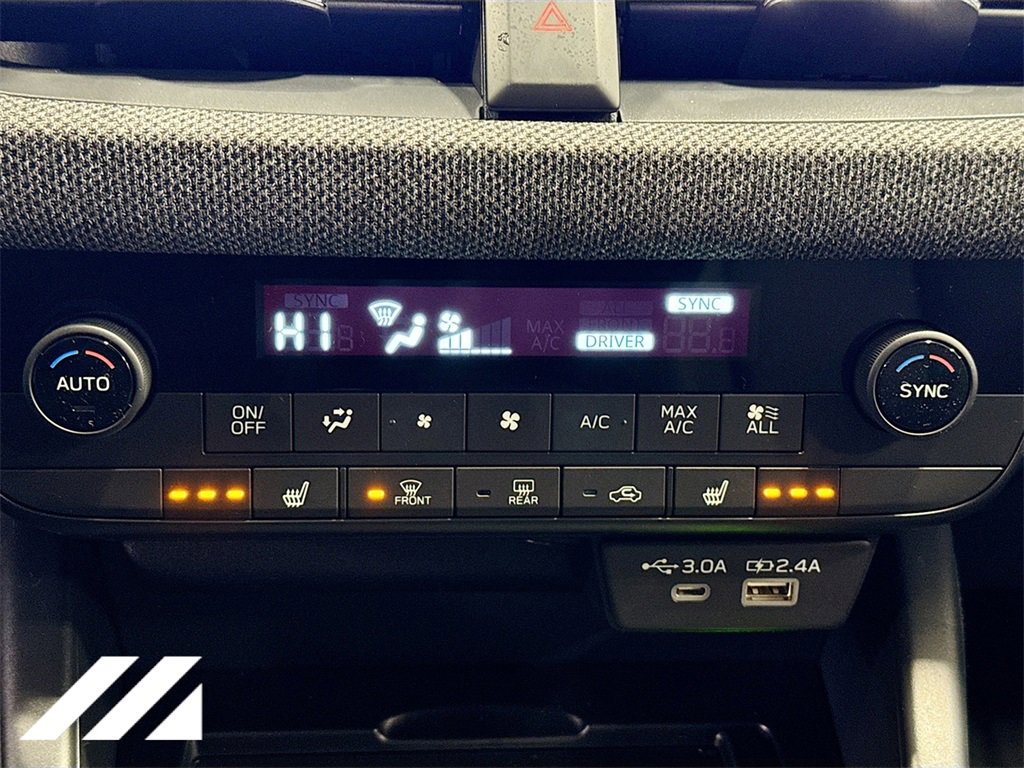 SYNC
SYNC
HI
MAX
A/C
DRIVER
AUTO
SYNC
ON/
OFF
A/C
MAX
A/C
ALL
FRONT
REAR
3.0A
2.4A